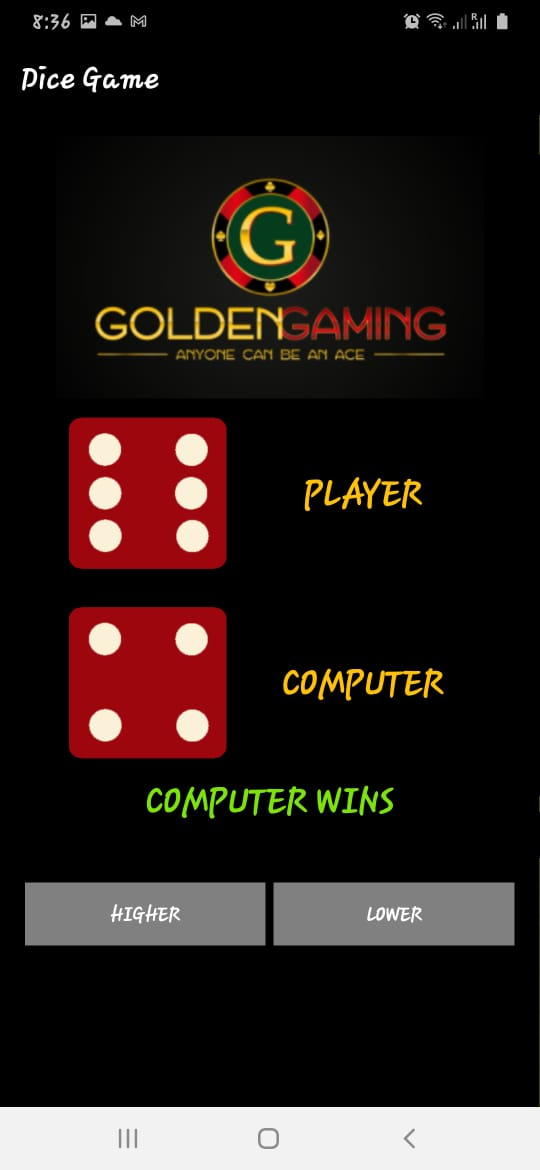 8:36
R
Dice Game
G
GOLDENGAMING
ANYONE CAN BE AN ACE
PLAYER
COMPUTER
COMPUTER WINS
HIGHER LOWER